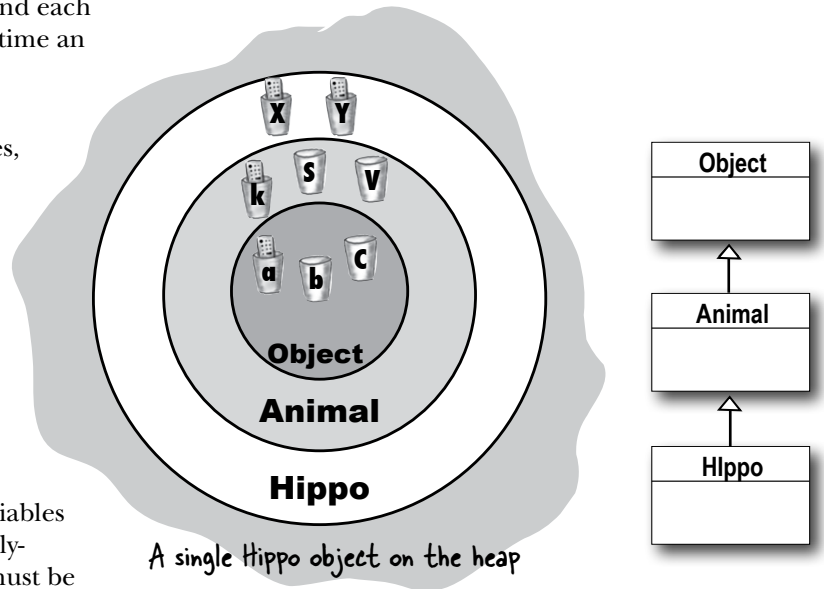 nd each
time an
es,
iables
ly-
must be
X Y
k S V
a b C
Object
Animal
Hippo
A single Hippo object on the heap
Object
Animal
HIppo